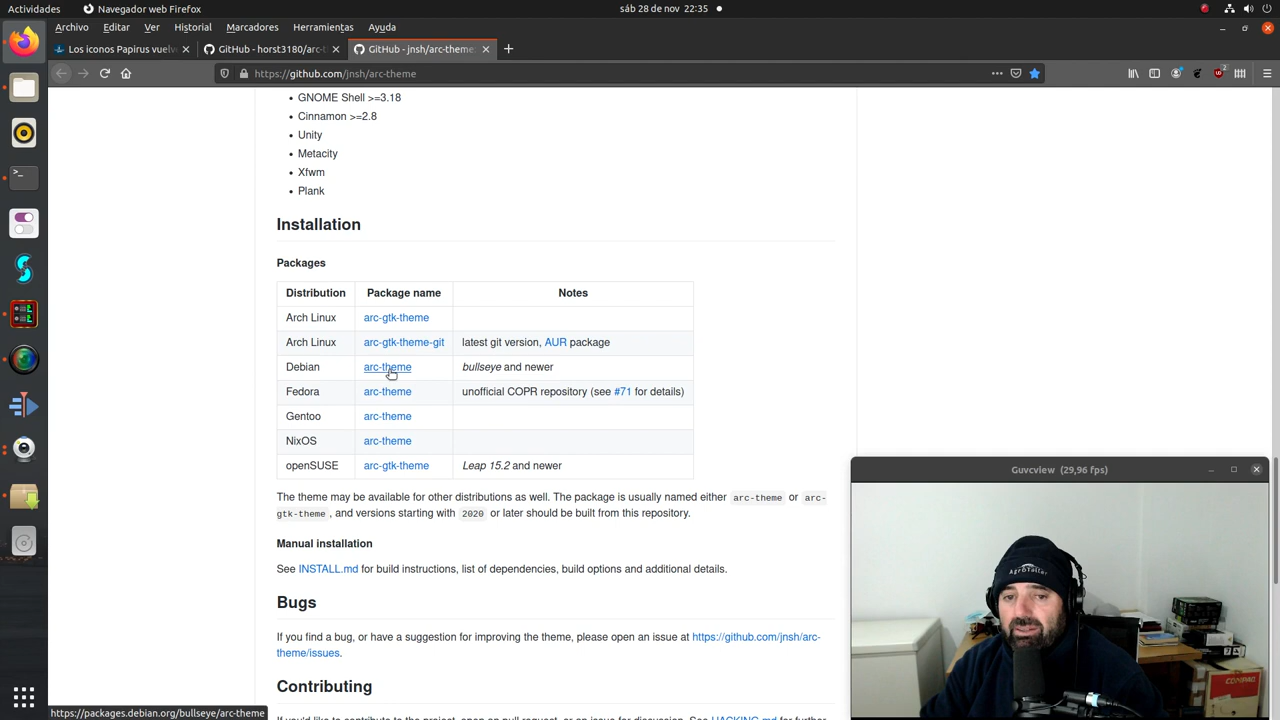 Actividades
Navegador web Firefox
sáb 28 de nov 22:35
Archivo Editar Ver Historial Marcadores Herramientas Ayuda
Los iconos Papirus vuelv
GitHub - horst3180/arc-t
GitHub - jnsh/arc-theme:
https://github.com/jnsh/arc-theme
2
GNOME Shell >=3.18
Cinnamon >=2.8
Unity
Metacity
Xfwm
Plank
Installation
Packages
Distribution Package name Notes
Arch Linux arc-gtk-theme
Arch Linux arc-gtk-theme-git latest git version, AUR package
Debian arc-theme bullseye and newer
Fedora arc-theme unofficial COPR repository (see #71 for details)
Gentoo arc-theme
NixOS arc-theme
openSUSE arc-gtk-theme Leap 15.2 and newer
The theme may be available for other distributions as well. The package is usually named either arc-theme or arc-
gtk-theme , and versions starting with 2020 or later should be built from this repository.
Manual installation
See INSTALL.md for build instructions, list of dependencies, build options and additional details.
Bugs
If you find a bug, or have a suggestion for improving the theme, please open an issue at https://github.com/jnsh/arc-
theme/issues.
Contributing
https://packages.debian.org/bullseye/arc-theme
Guvcview (29,96 fps)
AgroTaller
COMPAQ